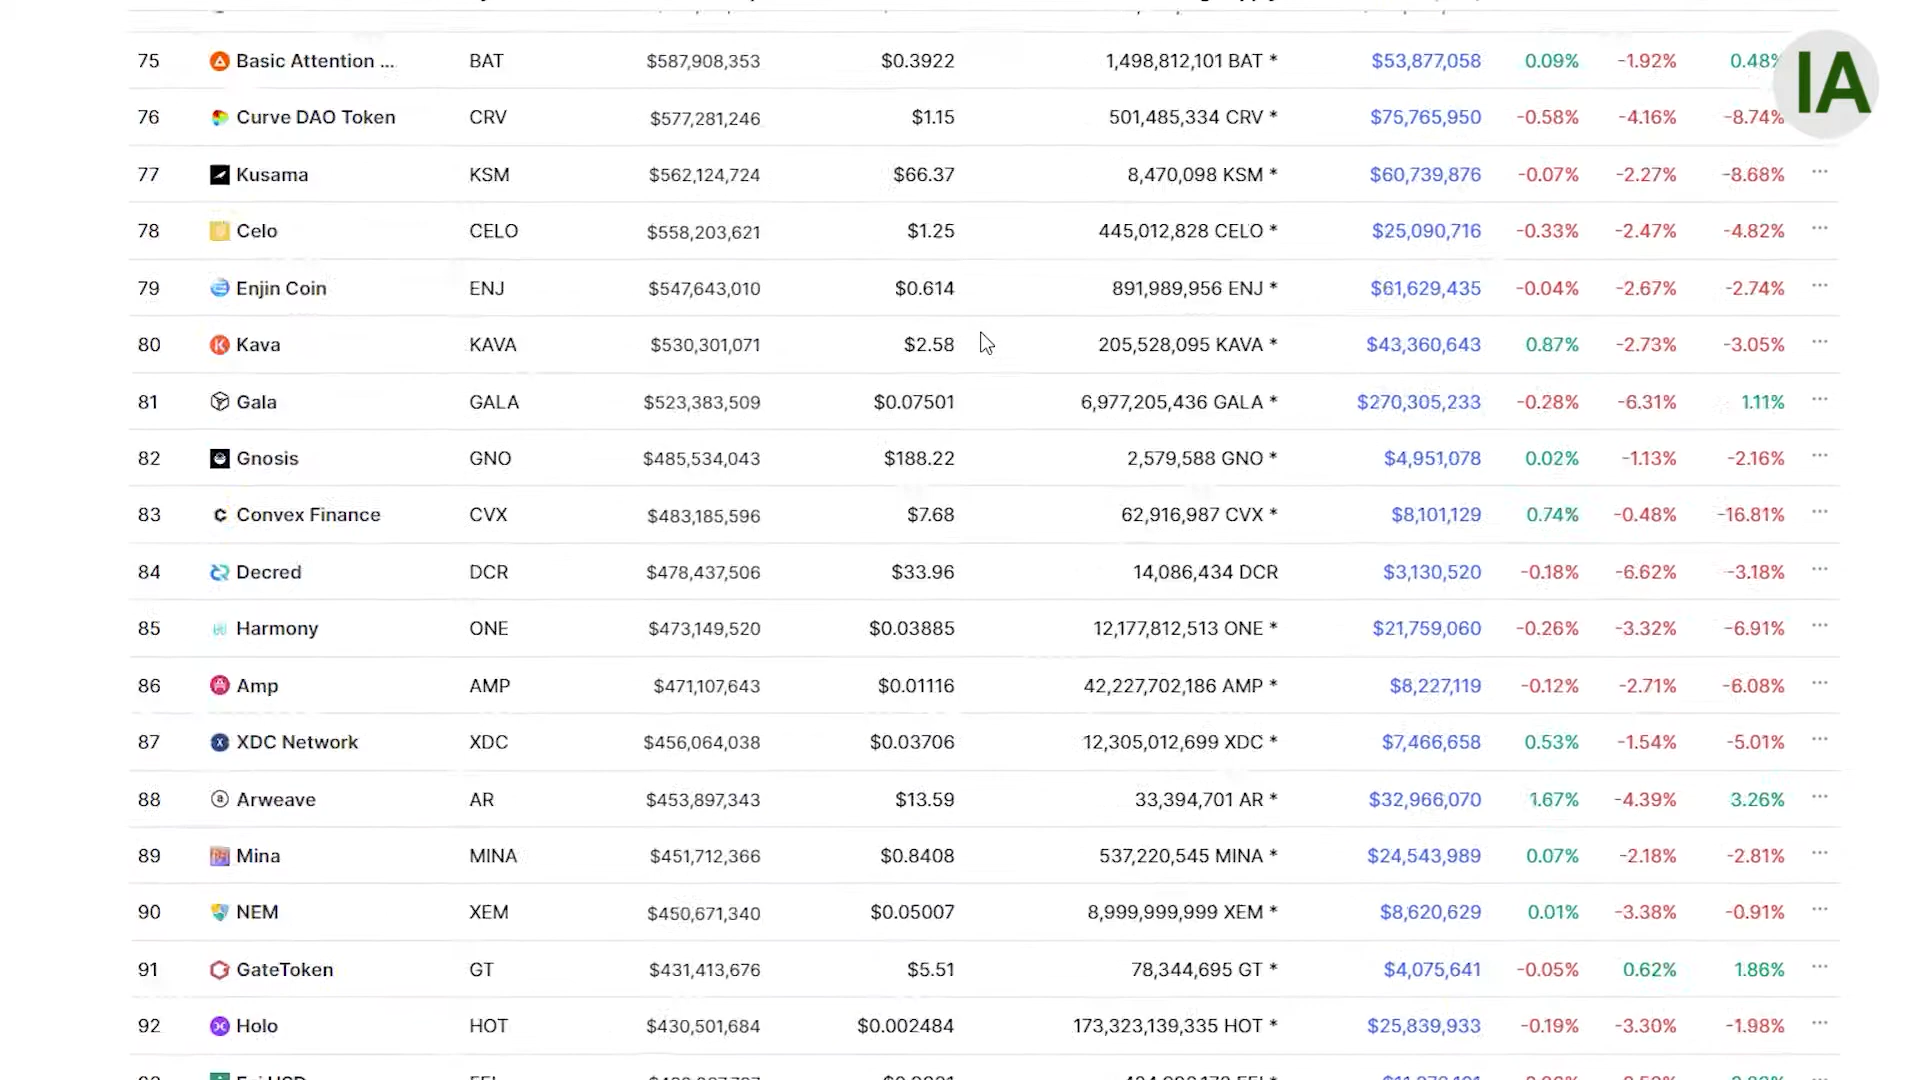 75 Basic Attention ... BAT $587,908,353 $0.3922 1,498,812,101 BAT * $53,877,058 0.09% -1.92% 0.48%
IA
76 Curve DAO Token CRV $577,281,246 $1.15 501,485,334 CRV * $75,765,950 -0.58% -4.16% -8.74%
77 Kusama KSM $562,124,724 $66.37 8,470,098 KSM * $60,739,876 -0.07% -2.27% -8.68% ...
78 Celo CELO $558,203,621 $1.25 445,012,828 CELO * $25,090,716 -0.33% -2.47% -4.82% ...
79 Enjin Coin ENJ $547,643,010 $0.614 891,989,956 ENJ * $61,629,435 -0.04% -2.67% -2.74% ...
80 Kava KAVA $530,301,071 $2.58 205,528,095 KAVA * $43,360,643 0.87% -2.73% -3.05% ...
81 Gala GALA $523,383,509 $0.07501 6,977,205,436 GALA * $270,305,233 -0.28% -6.31% 1.11% ...
82 Gnosis GNO $485,534,043 $188.22 2,579,588 GNO * $4,951,078 0.02% -1.13% -2.16% ...
83 Convex Finance CVX $483,185,596 $7.68 62,916,987 CVX * $8,101,129 0.74% -0.48% -16.81% ...
84 Decred DCR $478,437,506 $33.96 14,086,434 DCR $3,130,520 -0.18% -6.62% -3.18% ...
85 Harmony ONE $473,149,520 $0.03885 12,177,812,513 ONE * $21,759,060 -0.26% -3.32% -6.91% ...
86 Amp AMP $471,107,643 $0.01116 42,227,702,186 AMP * $8,227,119 -0.12% -2.71% -6.08% ...
87 XDC Network XDC $456,064,038 $0.03706 12,305,012,699 XDC * $7,466,658 0.53% -1.54% -5.01% ...
88 Arweave AR $453,897,343 $13.59 33,394,701 AR * $32,966,070 1.67% -4.39% 3.26% ...
89 Mina MINA $451,712,366 $0.8408 537,220,545 MINA * $24,543,989 0.07% -2.18% -2.81% ...
90 NEM XEM $450,671,340 $0.05007 8,999,999,999 XEM * $8,620,629 0.01% -3.38% -0.91% ...
91 GateToken GT $431,413,676 $5.51 78,344,695 GT * $4,075,641 -0.05% 0.62% 1.86% ...
92 Holo HOT $430,501,684 $0.002484 173,323,139,335 HOT * $25,839,933 -0.19% -3.30% -1.98% ...